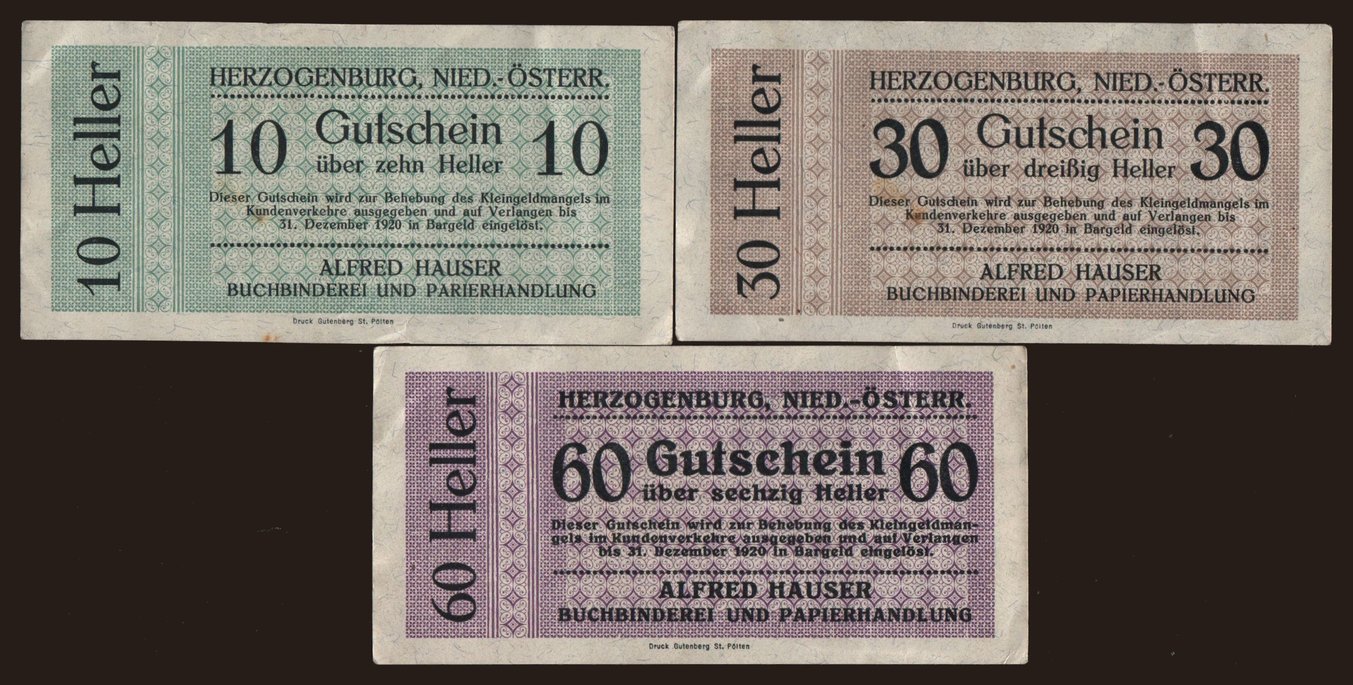 10 Heller
HERZOGENBURG, NIED.-ÖSTERR.
10 Gutschein 10
über zehn Heller
Dieser Gutschein wird zur Behebung des Kleingeldmangels im
Kundenverkehre ausgegeben und auf Verlangen bis
31. Dezember 1920 in Bargeld eingelöst.
ALFRED HAUSER
BUCHBINDEREI UND PARIERHANDLUNG
Druck Gutenberg St. Pölten
30 Heller
HERZOGENBURG, NIED.-ÖSTERR.
30 Gutschein 30
über dreißig Heller
Dieser Gutschein wird zur Behebung des Kleingeldmangels im
Kundenverkehre ausgegeben und auf Verlangen bis
31. Dezember 1920 in Bargeld eingelöst.
ALFRED HAUSER
BUCHBINDEREI UND PAPIERHANDLUNG
Druck Gutenberg St. Pölten
60 Heller
HERZOGENBURG, NIED.-ÖSTERR.
60 Gutschein 60
über sechzig Heller
Dieser Gutschein wird zur Behebung des Kleingeldman-
gels im Kundenverkehre ausgegeben und auf Verlangen
bis 31. Dezember 1920 in Bargeld eingelöst.
ALFRED HAUSER
BUCHBINDEREI UND PAPIERHANDLUNG
Druck Gutenberg St. Pölten